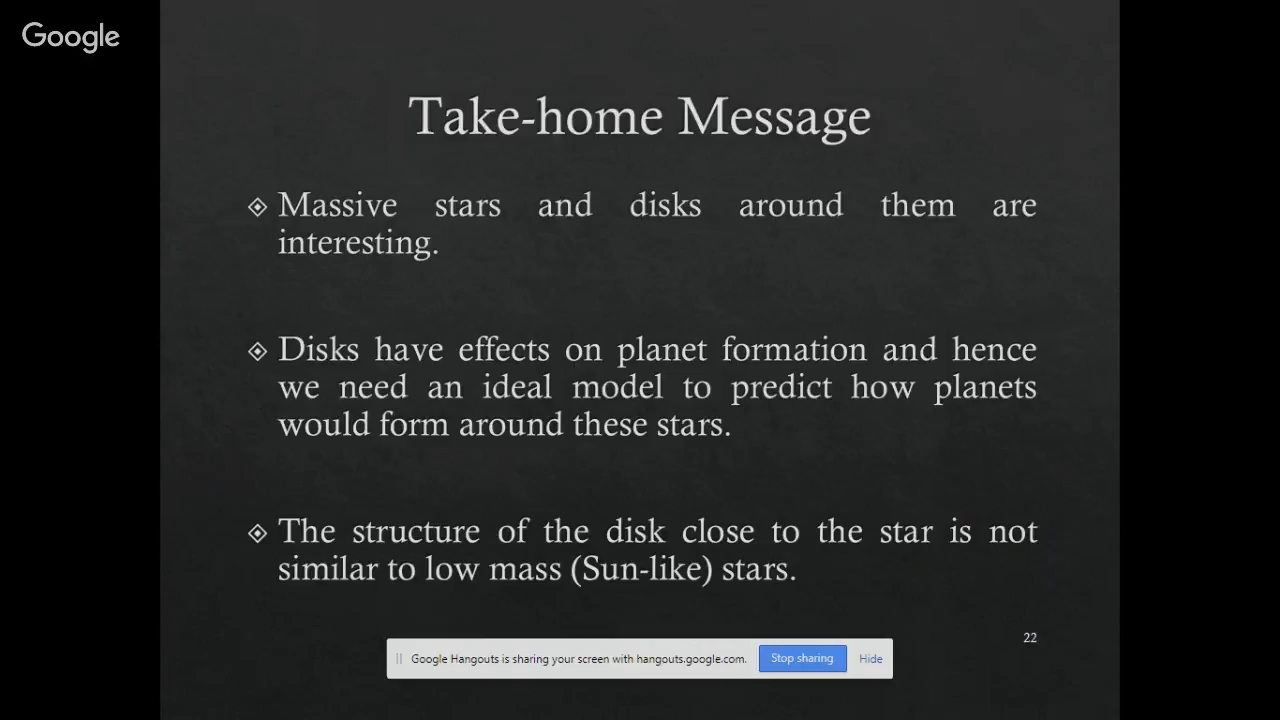 Google
Take-home Message
Massive stars and disks around them are
interesting.
Disks have effects on planet formation and hence
we need an ideal model to predict how planets
would form around these stars.
The structure of the disk close to the star is not
similar to low mass (Sun-like) stars.
22
Google Hangouts is sharing your screen with hangouts.google.com. Stop sharing Hide